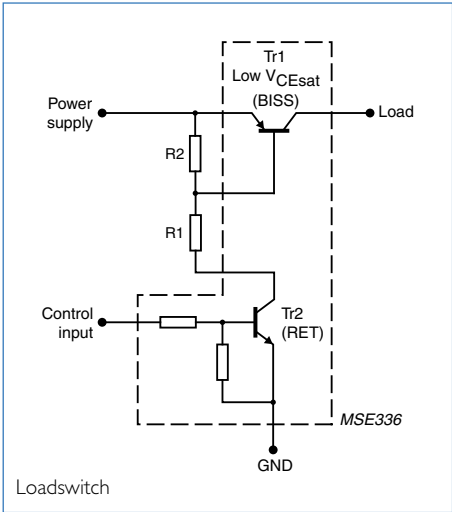 Tr1
Low VCEsat
(BISS)
Power
supply
Load
R2
R1
Control
input
Tr2
(RET)
MSE336
GND
Loadswitch